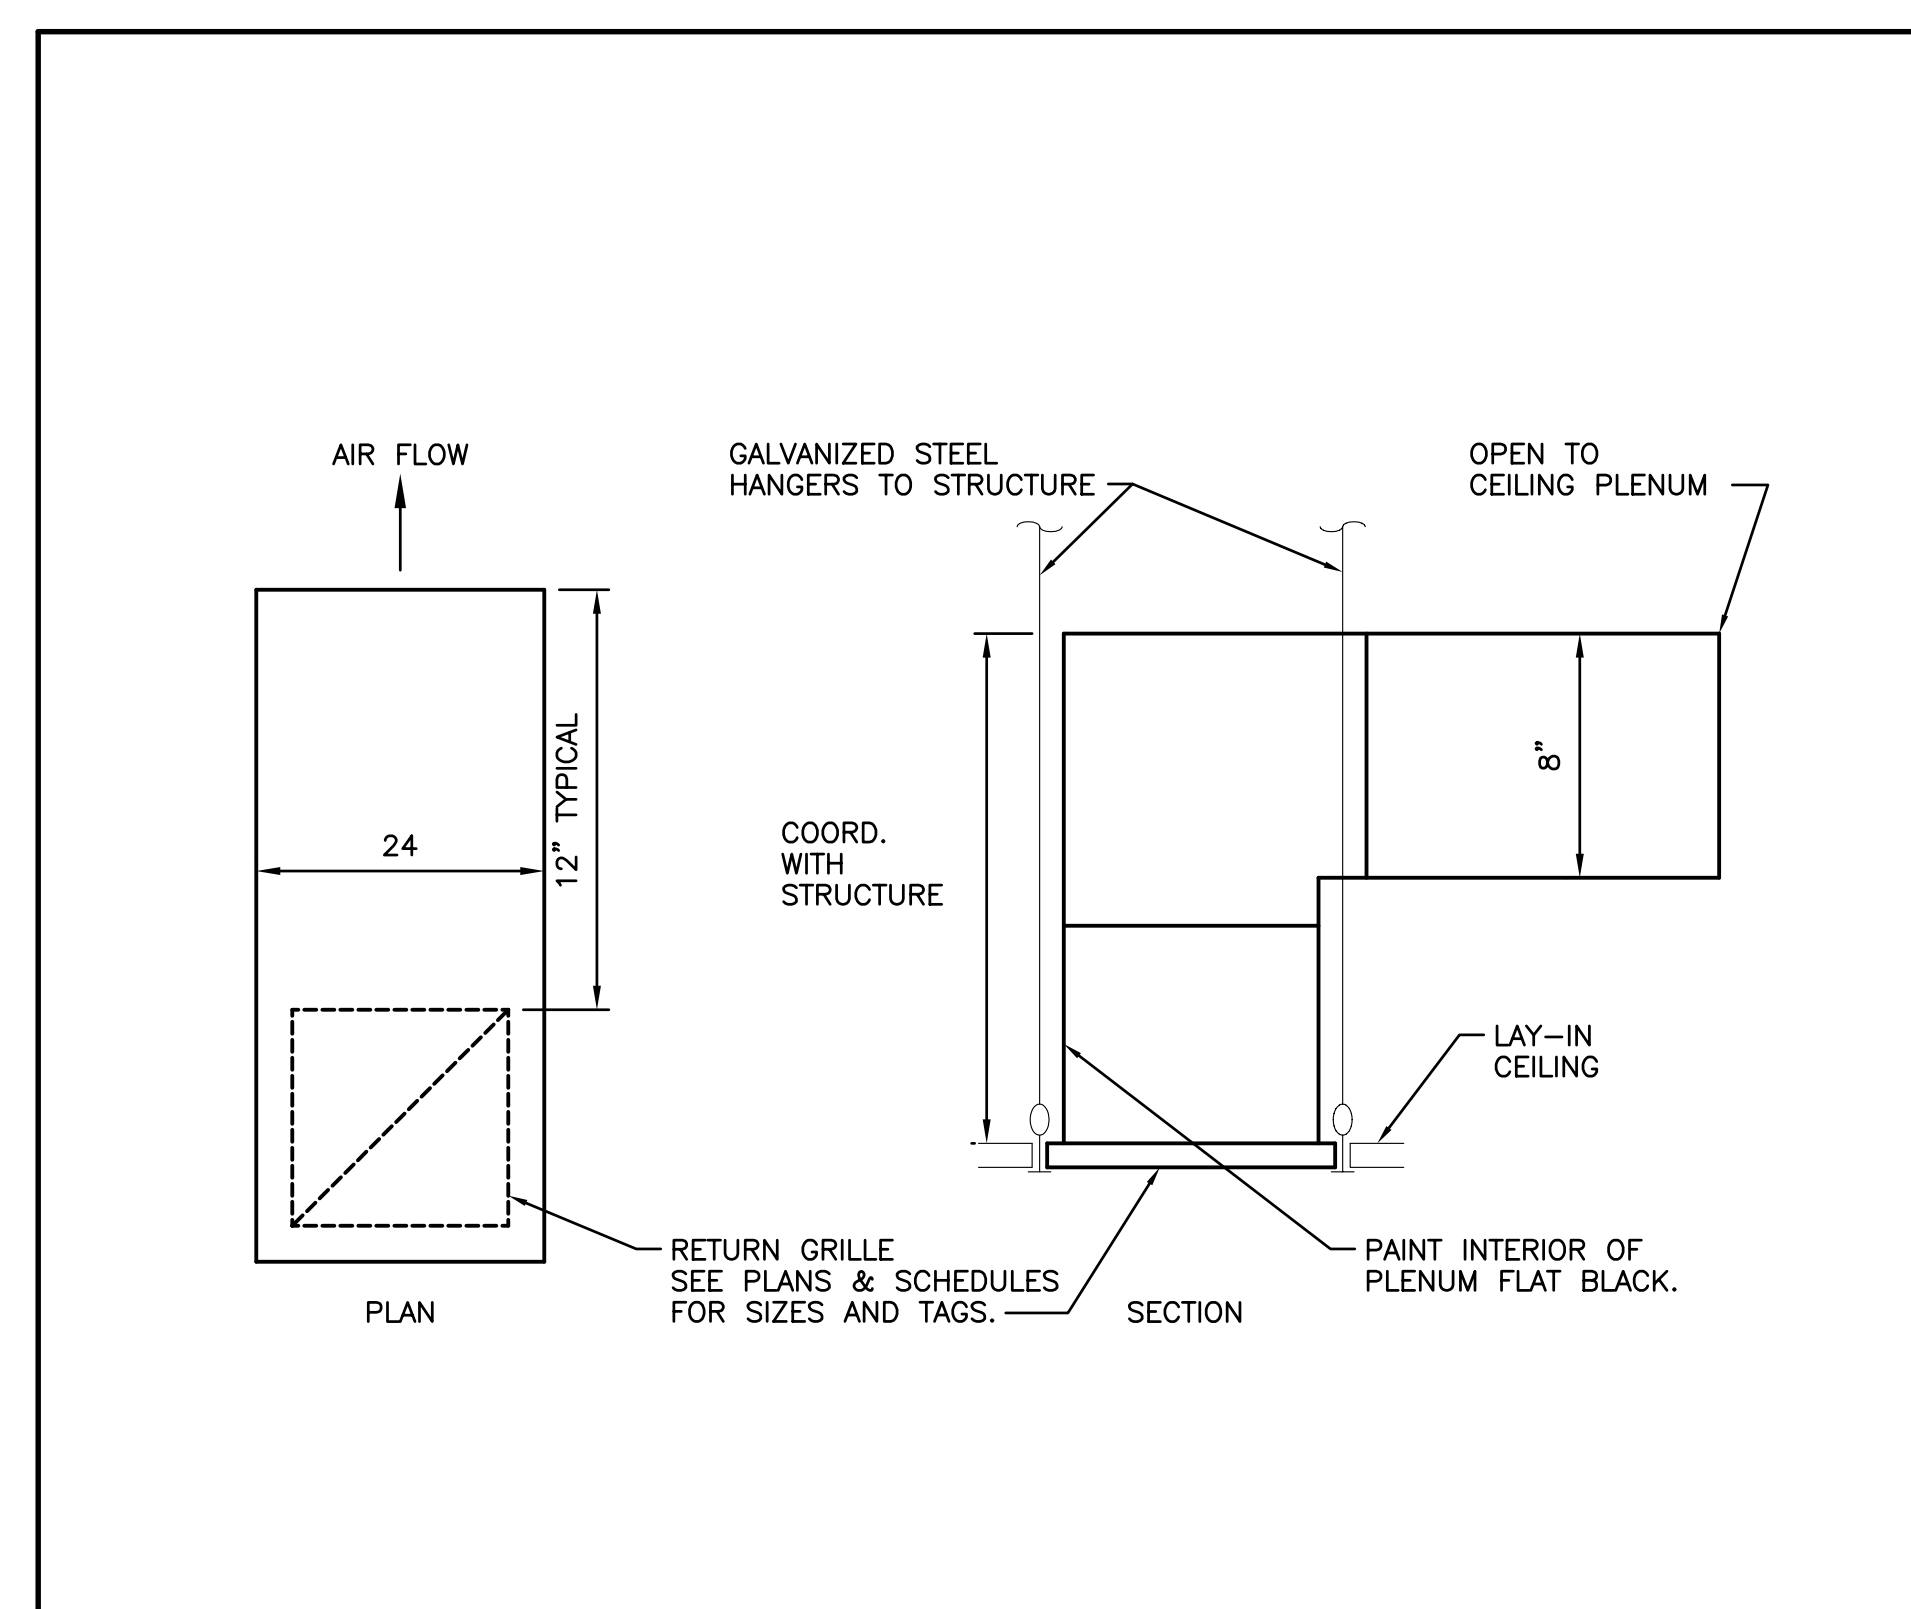 AIR FLOW
24
12" TYPICAL
PLAN
GALVANIZED STEEL
HANGERS TO STRUCTURE
OPEN TO
CEILING PLENUM
8"
COORD.
WITH
STRUCTURE
LAY-IN
CEILING
RETURN GRILLE
SEE PLANS & SCHEDULES
FOR SIZES AND TAGS.
SECTION
PAINT INTERIOR OF
PLENUM FLAT BLACK.